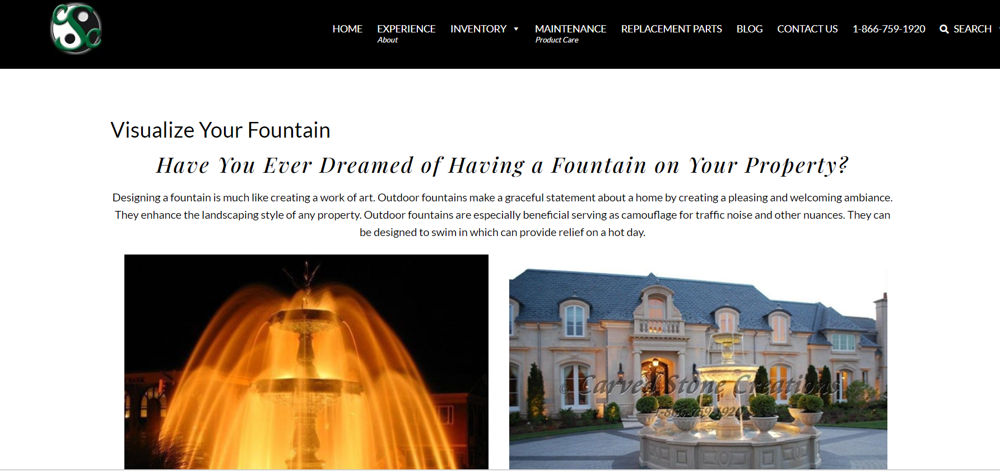 CSC
HOME EXPERIENCE INVENTORY MAINTENANCE REPLACEMENT PARTS BLOG CONTACT US 1-866-759-1920 SEARCH
About Product Care
Visualize Your Fountain
Have You Ever Dreamed of Having a Fountain on Your Property?
Designing a fountain is much like creating a work of art. Outdoor fountains make a graceful statement about a home by creating a pleasing and welcoming ambiance.
They enhance the landscaping style of any property. Outdoor fountains are especially beneficial serving as camouflage for traffic noise and other nuances. They can
be designed to swim in which can provide relief on a hot day.
BANK
© Carved Stone Creations
1-866-759-1920